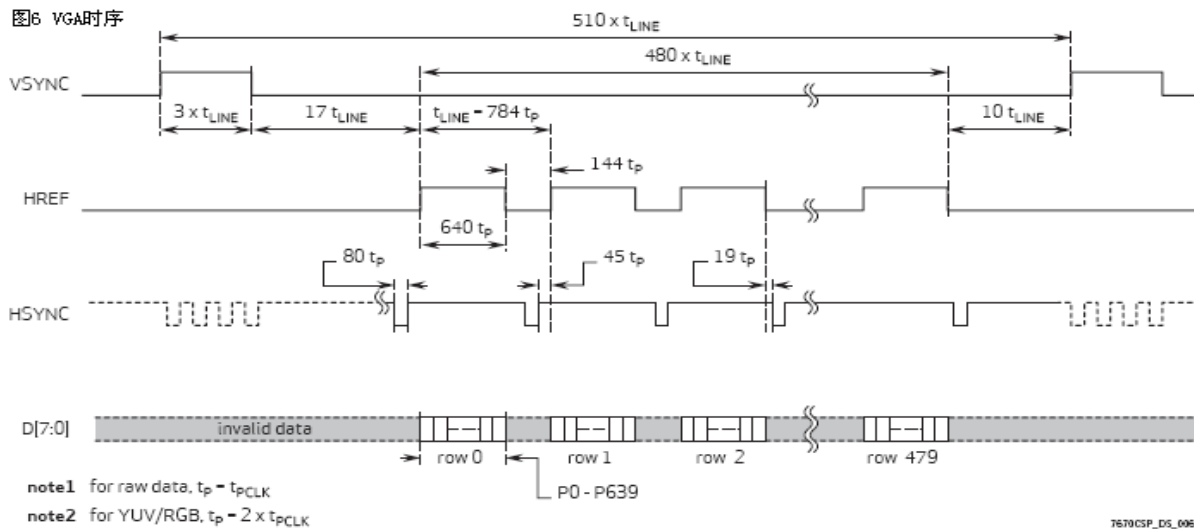 图6 VGA时序
510 x tLINE
480 x tLINE
VSYNC
3 x tLINE
17 tLINE
tLINE - 784 tP
10 tLINE
144 tP
HREF
640 tP
80 tP
45 tP
19 tP
HSYNC
D[7:0]
invalid data
row 0
row 1
row 2
row 479
P0 - P639
note1 for raw data, tP - tPCLK
note2 for YUV/RGB, tP - 2 x tPCLK
7670CSP_DS_006